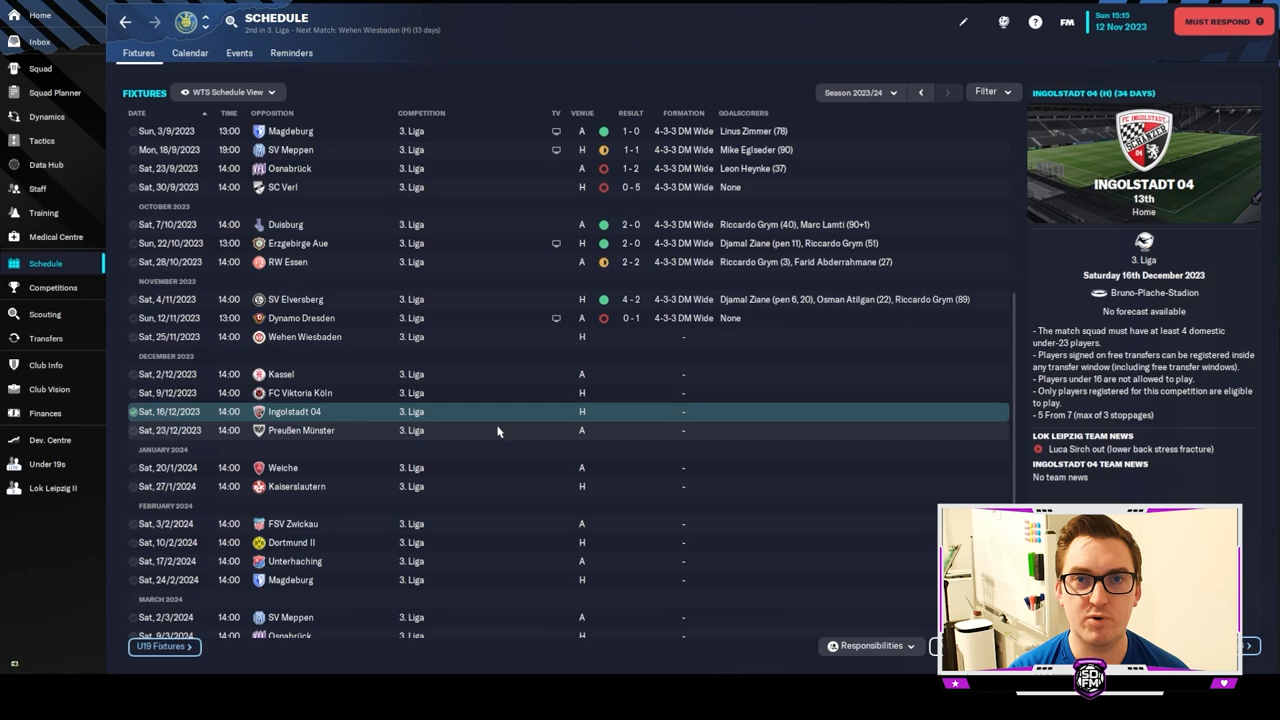 Home
Inbox
Squad
Squad Planner
Dynamics
Tactics
Data Hub
Staff
Training
Medical Centre
Schedule
Competitions
Scouting
Transfers
Club Info
Club Vision
Finances
Dev. Centre
Under 19s
Lok Leipzig II
SCHEDULE
2nd in 3. Liga - Next Match: Wehen Wiesbaden (H) (13 days)
FM
Sun 15:15
12 Nov 2023
MUST RESPOND
Fixtures Calendar Events Reminders
FIXTURES WTS Schedule View Season 2023/24 Filter
DATE TIME OPPOSITION COMPETITION TV VENUE RESULT FORMATION GOALSCORERS
Sun, 3/9/2023 13:00 Magdeburg 3. Liga A 1 - 0 4-3-3 DM Wide Linus Zimmer (78)
Mon, 18/9/2023 19:00 SV Meppen 3. Liga H 1 - 1 4-3-3 DM Wide Mike Eglseder (90)
Sat, 23/9/2023 14:00 Osnabrück 3. Liga A 1 - 2 4-3-3 DM Wide Leon Heynke (37)
Sat, 30/9/2023 14:00 SC Verl 3. Liga H 0 - 5 4-3-3 DM Wide None
OCTOBER 2023
Sat, 7/10/2023 14:00 Duisburg 3. Liga A 2 - 0 4-3-3 DM Wide Riccardo Grym (40), Marc Lamti (90+1)
Sun, 22/10/2023 13:00 Erzgebirge Aue 3. Liga H 2 - 0 4-3-3 DM Wide Djamal Ziane (pen 11), Riccardo Grym (51)
Sat, 28/10/2023 14:00 RW Essen 3. Liga A 2 - 2 4-3-3 DM Wide Riccardo Grym (3), Farid Abderrahmane (27)
NOVEMBER 2023
Sat, 4/11/2023 14:00 SV Elversberg 3. Liga H 4 - 2 4-3-3 DM Wide Djamal Ziane (pen 6, 20), Osman Atilgan (22), Riccardo Grym (89)
Sun, 12/11/2023 13:00 Dynamo Dresden 3. Liga A 0 - 1 4-3-3 DM Wide None
Sat, 25/11/2023 14:00 Wehen Wiesbaden 3. Liga H -
DECEMBER 2023
Sat, 2/12/2023 14:00 Kassel 3. Liga A -
Sat, 9/12/2023 14:00 FC Viktoria Köln 3. Liga H -
Sat, 16/12/2023 14:00 Ingolstadt 04 3. Liga H -
Sat, 23/12/2023 14:00 Preußen Münster 3. Liga A -
JANUARY 2024
Sat, 20/1/2024 14:00 Weiche 3. Liga A -
Sat, 27/1/2024 14:00 Kaiserslautern 3. Liga H -
FEBRUARY 2024
Sat, 3/2/2024 14:00 FSV Zwickau 3. Liga A -
Sat, 10/2/2024 14:00 Dortmund II 3. Liga H -
Sat, 17/2/2024 14:00 Unterhaching 3. Liga A -
Sat, 24/2/2024 14:00 Magdeburg 3. Liga H -
MARCH 2024
Sat, 2/3/2024 14:00 SV Meppen 3. Liga A -
Sat, 9/3/2024 14:00 Osnabrück 3. Liga H -
U19 Fixtures
Responsibilities
INGOLSTADT 04 (H) (34 DAYS)
FC INGOLSTADT
SCHANZER
04
INGOLSTADT 04
13th
Home
3. Liga
Saturday 16th December 2023
Bruno-Plache-Stadion
No forecast available
- The match squad must have at least 4 domestic
under-23 players.
- Players signed on free transfers can be registered inside
any transfer window (including free transfer windows).
- Players under 16 are not allowed to play.
- Only players registered for this competition are eligible
to play.
- 5 From 7 (max of 3 stoppages)
LOK LEIPZIG TEAM NEWS
Luca Sirch out (lower back stress fracture)
INGOLSTADT 04 TEAM NEWS
No team news
SD
FM